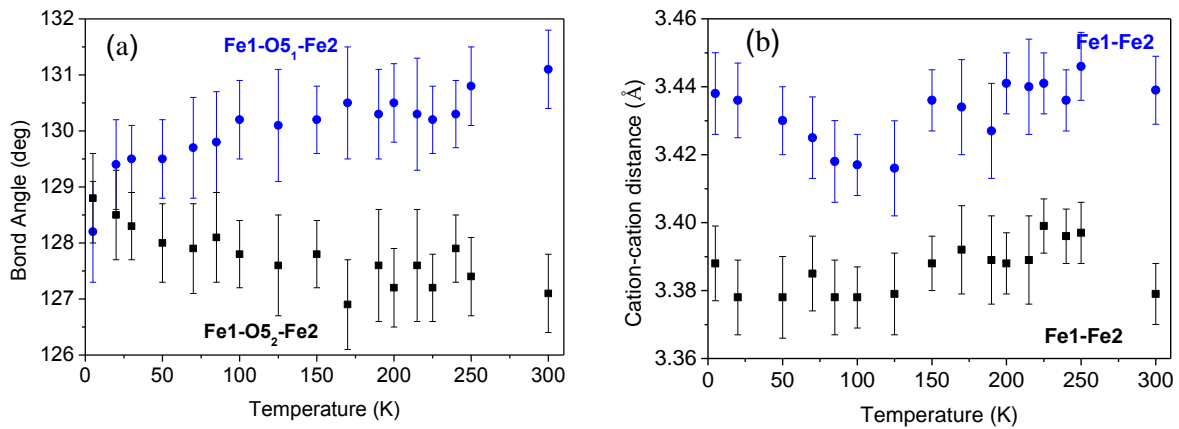 (a)
Fe1-O5₁-Fe2
Fe1-O5₂-Fe2
Bond Angle (deg)
132
131
130
129
128
127
126
0 50 100 150 200 250 300
Temperature (K)
(b)
Fe1-Fe2
Fe1-Fe2
Cation-cation distance (Å)
3.46
3.44
3.42
3.40
3.38
3.36
0 50 100 150 200 250 300
Temperature (K)